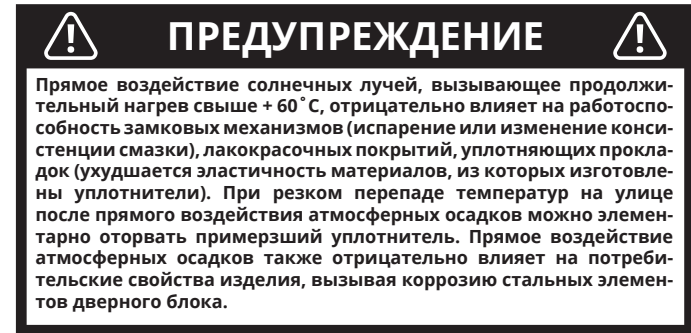 ПРЕДУПРЕЖДЕНИЕ
Прямое воздействие солнечных лучей, вызывающее продолжи-
тельный нагрев свыше + 60˚С, отрицательно влияет на работоспо-
собность замковых механизмов (испарение или изменение конси-
стенции смазки), лакокрасочных покрытий, уплотняющих прокла-
док (ухудшается эластичность материалов, из которых изготовле-
ны уплотнители). При резком перепаде температур на улице
после прямого воздействия атмосферных осадков можно элемен-
тарно оторвать примерзший уплотнитель. Прямое воздействие
атмосферных осадков также отрицательно влияет на потреби-
тельские свойства изделия, вызывая коррозию стальных элемен-
тов дверного блока.